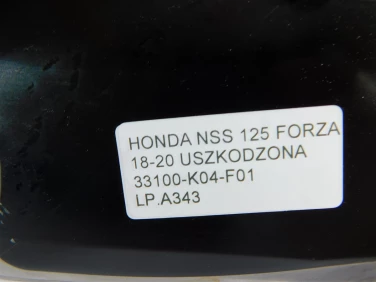 HONDA NSS 125 FORZA
18-20 USZKODZONA
33100-K04-F01
LP.A343